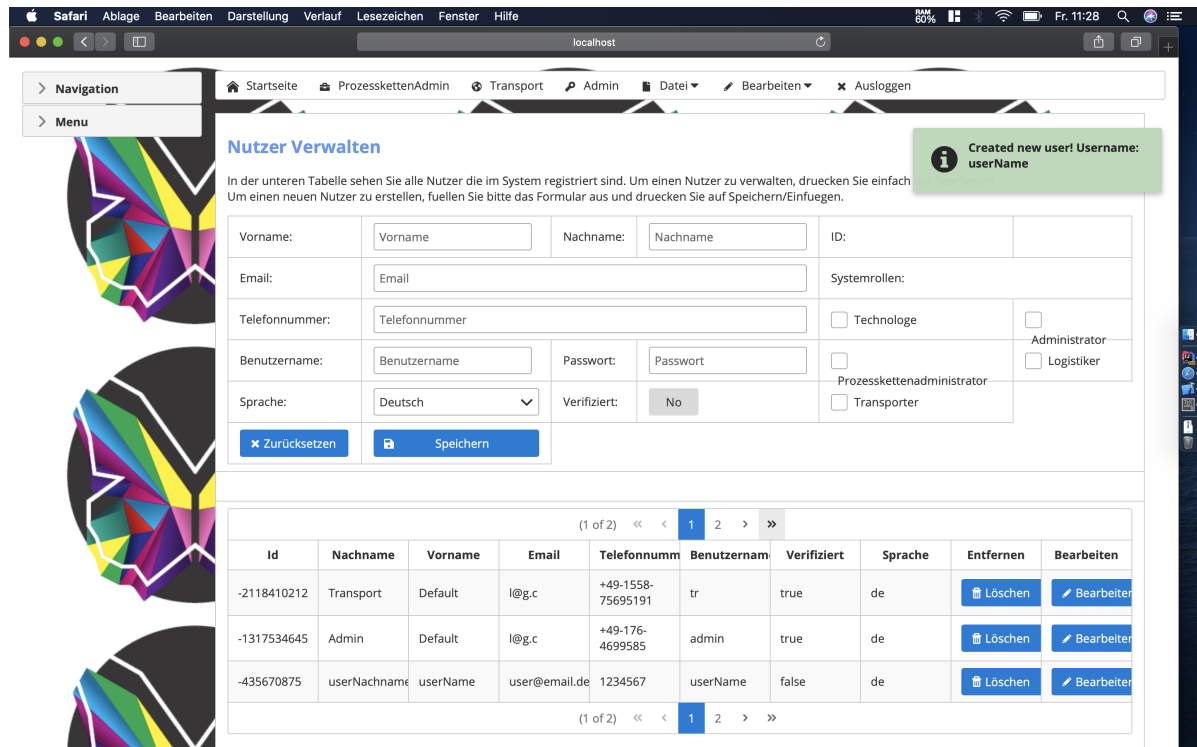 Safari Ablage Bearbeiten Darstellung Verlauf Lesezeichen Fenster Hilfe RAM 60% Fr. 11:28
localhost
Navigation
Menu
Startseite ProzesskettenAdmin Transport Admin Datei Bearbeiten Ausloggen
Created new user! Username:
userName
Nutzer Verwalten
In der unteren Tabelle sehen Sie alle Nutzer die im System registriert sind. Um einen Nutzer zu verwalten, druecken Sie einfach
Um einen neuen Nutzer zu erstellen, fuellen Sie bitte das Formular aus und druecken Sie auf Speichern/Einfuegen.
Vorname: Vorname Nachname: Nachname ID:
Email: Email Systemrollen:
Telefonnummer: Telefonnummer Technologe Administrator
Benutzername: Benutzername Passwort: Passwort Prozesskettenadministrator Logistiker
Sprache: Deutsch Verifiziert: No Transporter
Zurücksetzen Speichern
(1 of 2) 1 2
Id Nachname Vorname Email Telefonnumm Benutzernam Verifiziert Sprache Entfernen Bearbeiten
-2118410212 Transport Default l@g.c +49-1558-75695191 tr true de Löschen Bearbeiten
-1317534645 Admin Default l@g.c +49-176-4699585 admin true de Löschen Bearbeiten
-435670875 userNachname userName user@email.de 1234567 userName false de Löschen Bearbeiten
(1 of 2) 1 2